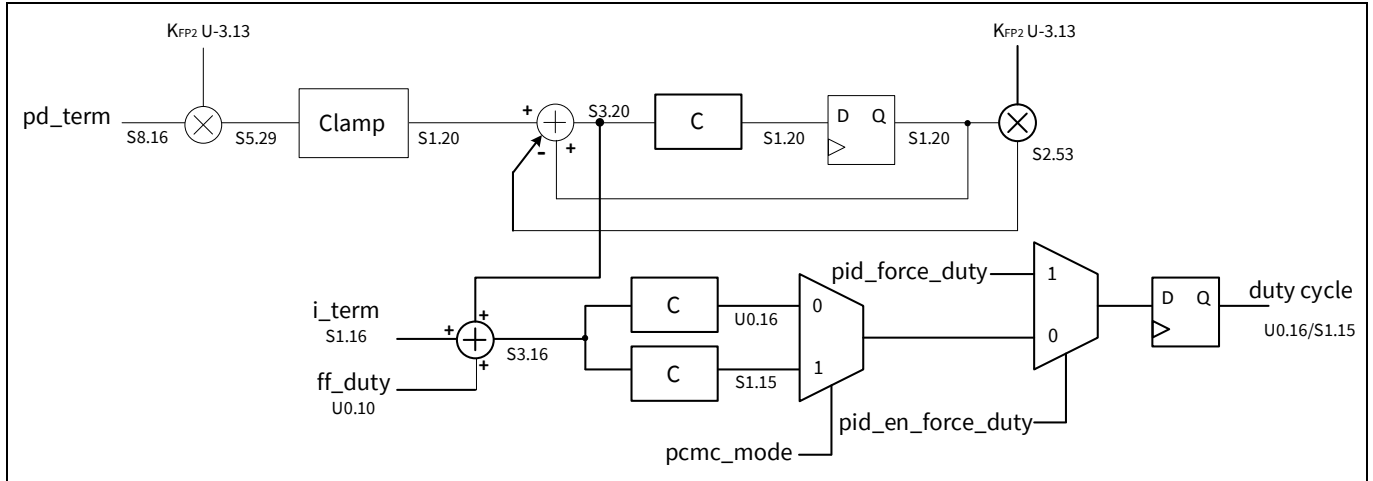 KFP2 U-3.13
KFP2 U-3.13
pd_term
S8.16
S5.29
Clamp
S1.20
+
-
+
S3.20
C
S1.20
D Q
S1.20
S2.53
i_term
S1.16
+
+
+
S3.16
ff_duty
U0.10
C
U0.16
C
S1.15
0
1
pcmc_mode
pid_force_duty
1
0
pid_en_force_duty
D Q
duty cycle
U0.16/S1.15